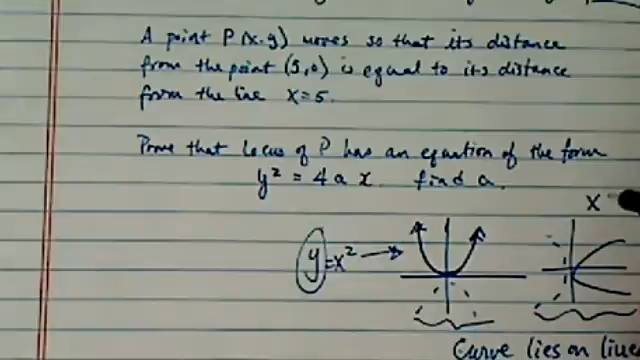 A point P (x.y) moves so that its distance
from the point (5,0) is equal to its distance
from the line x=5.
Prove that locus of P has an equation of the form
y² = 4ax find a.
x
y=x²
Curve lies on